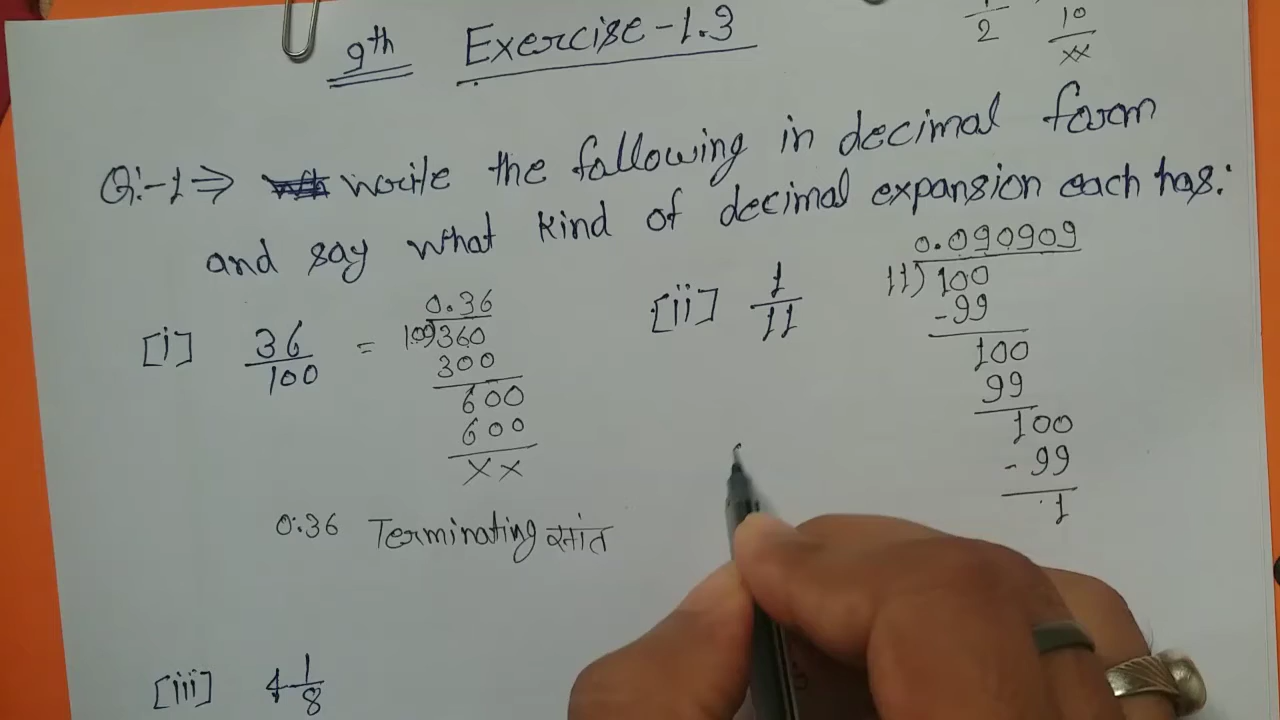 9th Exercise-1.3
1/2 10
xx
Q:-1⇒ write the following in decimal form
and say what kind of decimal expansion each has:
[i] 36/100 =
0.36
100)360
300
600
600
xx
0.36 Terminating सांत
[ii] 1/11
0.090909
11)100
-99
100
99
100
-99
1
[iii] 4 1/8